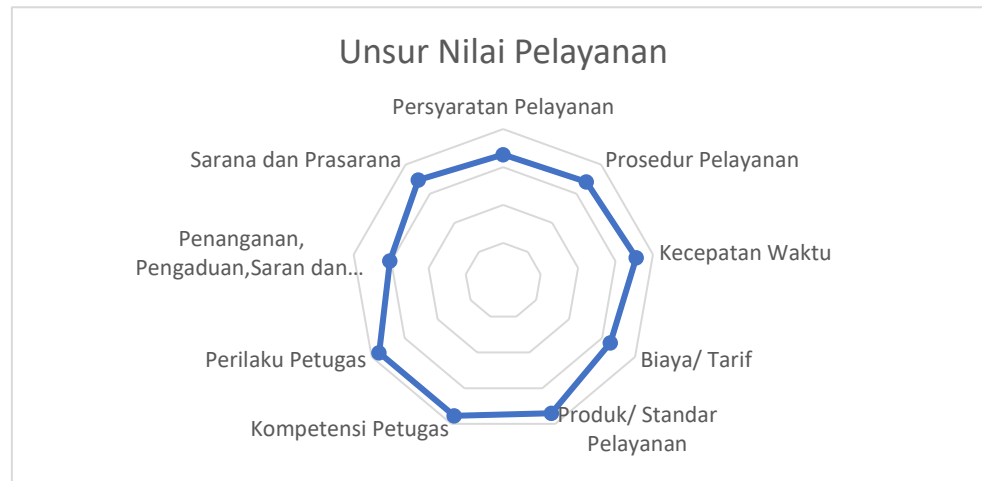 Unsur Nilai Pelayanan
Persyaratan Pelayanan
Prosedur Pelayanan
Kecepatan Waktu
Biaya/ Tarif
Produk/ Standar
Pelayanan
Kompetensi Petugas
Perilaku Petugas
Penanganan,
Pengaduan,Saran dan…
Sarana dan Prasarana